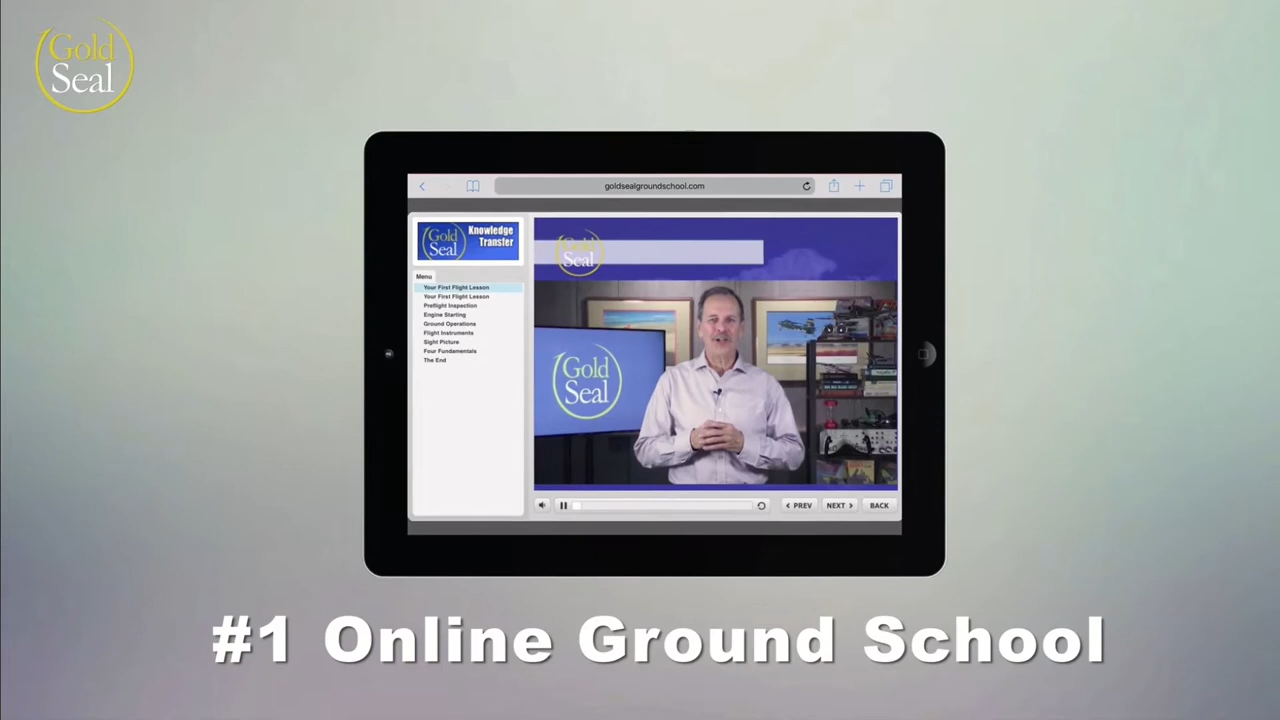 Gold
Seal
goldsealgroundschool.com
Gold
Seal
Knowledge
Transfer
Menu
Your First Flight Lesson
Your First Flight Lesson
Preflight Inspection
Engine Starting
Ground Operations
Flight Instruments
Sight Picture
Four Fundamentals
The End
Gold
Seal
Gold
Seal
PREV
NEXT
BACK
#1 Online Ground School